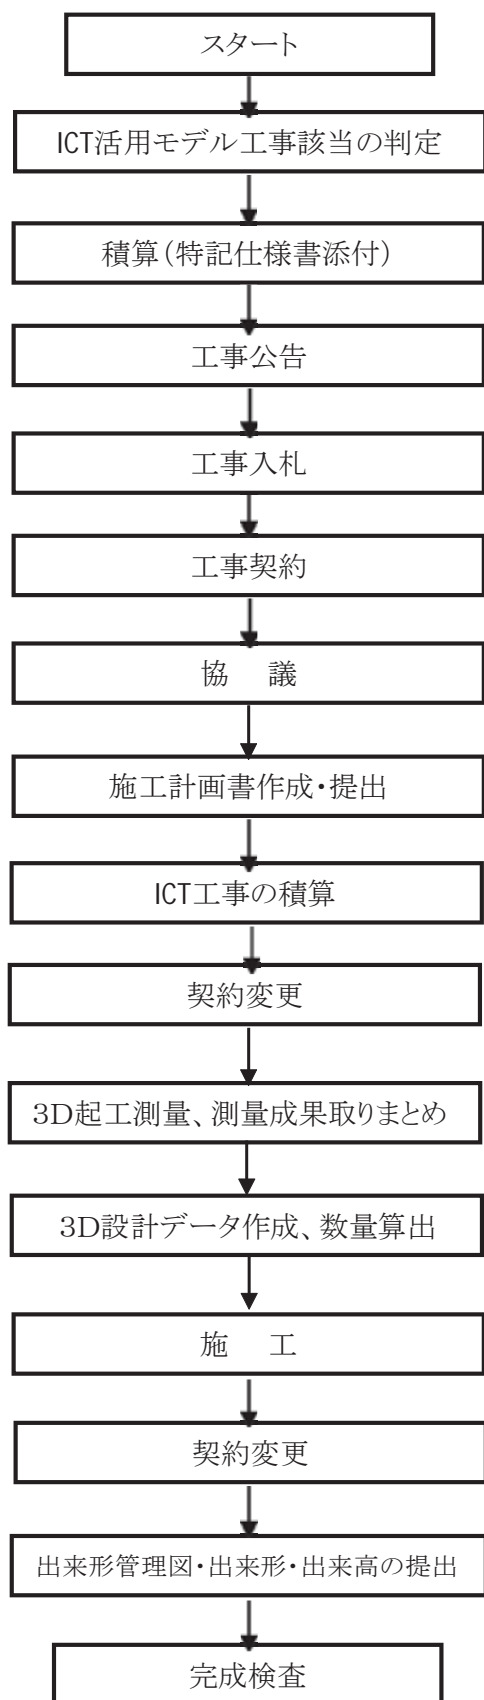 スタート
ICT活用モデル工事該当の判定
積算（特記仕様書添付）
工事公告
工事入札
工事契約
協　議
施工計画書作成・提出
ICT工事の積算
契約変更
３D起工測量、測量成果取りまとめ
３D設計データ作成、数量算出
施　工
契約変更
出来形管理図・出来形・出来高の提出
完成検査